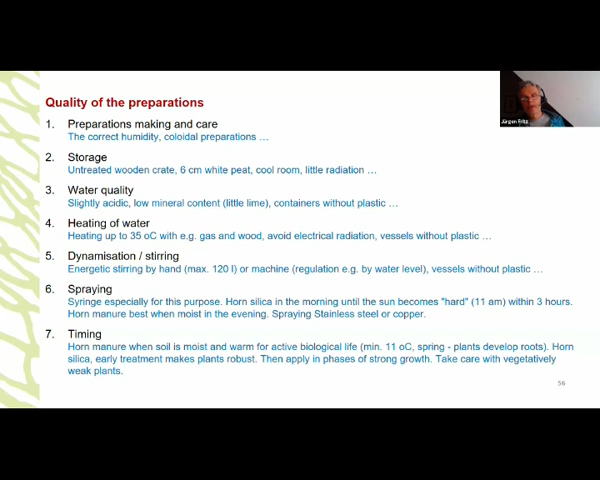 Quality of the preparations
Jürgen Fritz
1. Preparations making and care
The correct humidity, coloidal preparations ...
2. Storage
Untreated wooden crate, 6 cm white peat, cool room, little radiation ...
3. Water quality
Slightly acidic, low mineral content (little lime), containers without plastic ...
4. Heating of water
Heating up to 35 oC with e.g. gas and wood, avoid electrical radiation, vessels without plastic ...
5. Dynamisation / stirring
Energetic stirring by hand (max. 120 l) or machine (regulation e.g. by water level), vessels without plastic ...
6. Spraying
Syringe especially for this purpose. Horn silica in the morning until the sun becomes "hard" (11 am) within 3 hours.
Horn manure best when moist in the evening. Spraying Stainless steel or copper.
7. Timing
Horn manure when soil is moist and warm for active biological life (min. 11 oC, spring - plants develop roots). Horn
silica, early treatment makes plants robust. Then apply in phases of strong growth. Take care with vegetatively
weak plants.
56